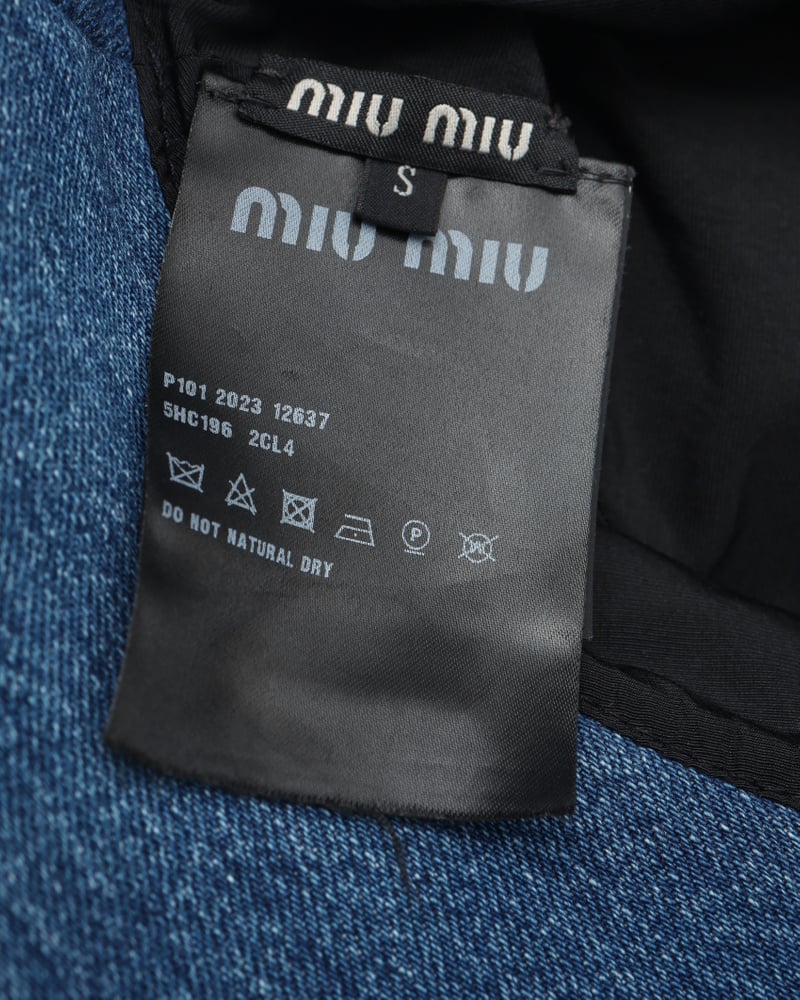 MIU MIU
S
MIU MIU
P101 2023 12637
5HC196 2CL4
P
DO NOT NATURAL DRY